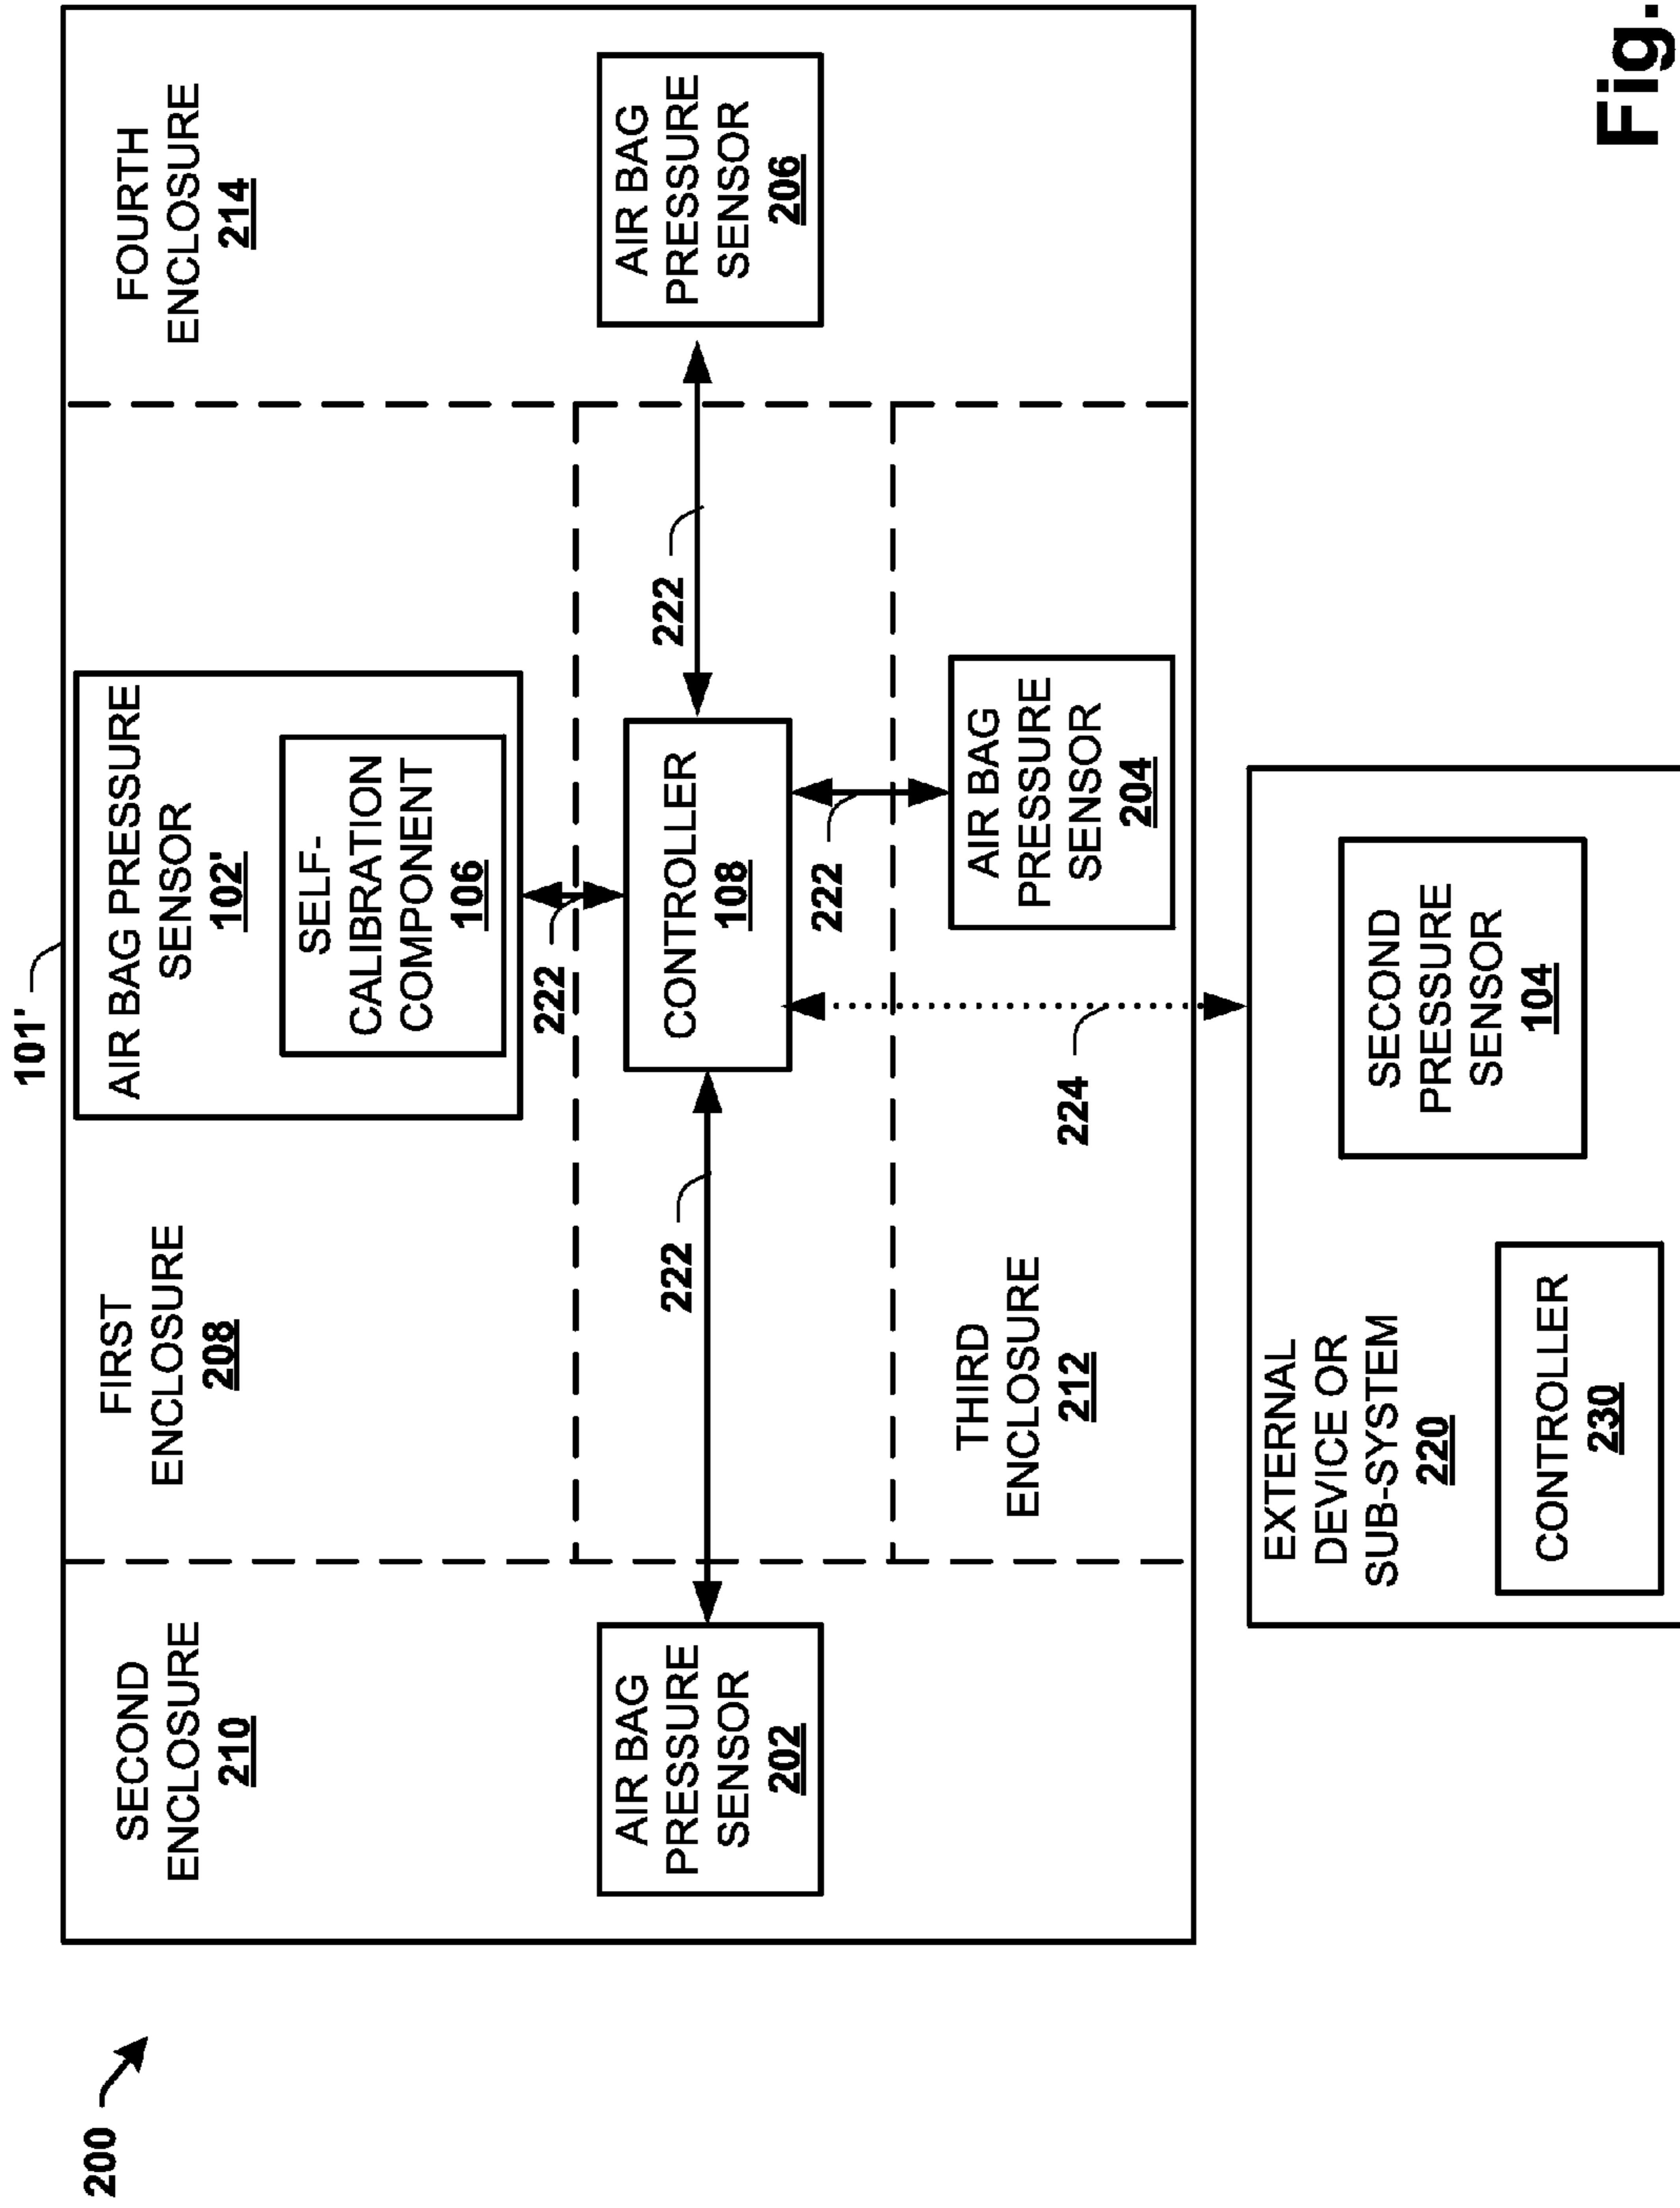 200
101'
SECOND
ENCLOSURE
210
FIRST
ENCLOSURE
208
AIR BAG PRESSURE
SENSOR
102'
SELF-
CALIBRATION
COMPONENT
106
FOURTH
ENCLOSURE
214
222
222
222
AIR BAG
PRESSURE
SENSOR
202
CONTROLLER
108
AIR BAG
PRESSURE
SENSOR
206
222
THIRD
ENCLOSURE
212
224
AIR BAG
PRESSURE
SENSOR
204
EXTERNAL
DEVICE OR
SUB-SYSTEM
220
CONTROLLER
230
SECOND
PRESSURE
SENSOR
104
Fig.